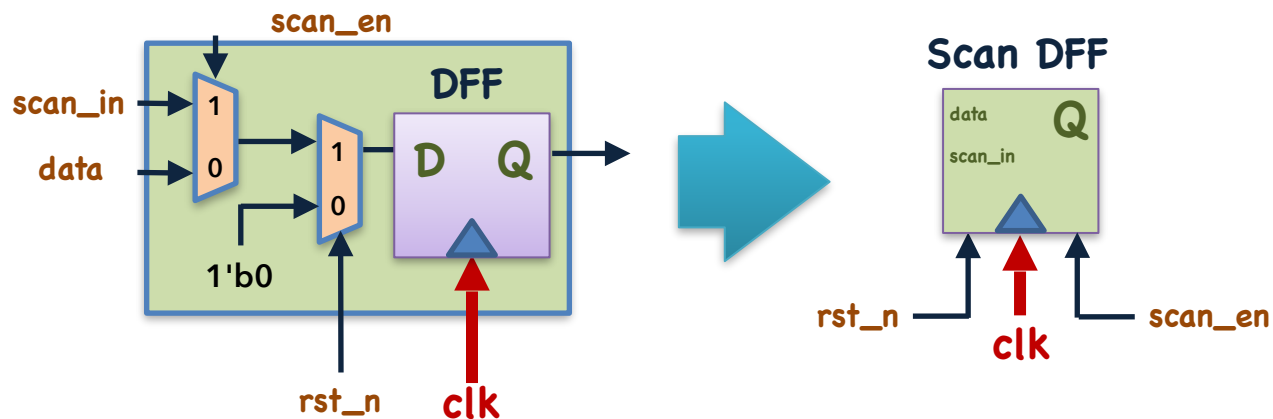 scan_en
Scan DFF
DFF
scan_in
1
data
Q
1
D
Q
scan_in
data
0
0
1'b0
rst_n
scan_en
clk
rst_n
clk